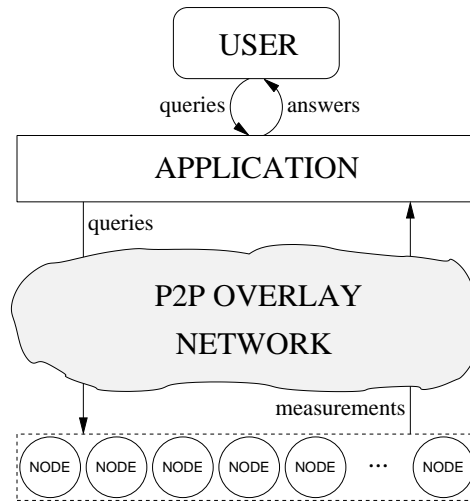 USER
queries answers
APPLICATION
queries
P2P OVERLAY
NETWORK
measurements
NODE NODE NODE NODE NODE ... NODE